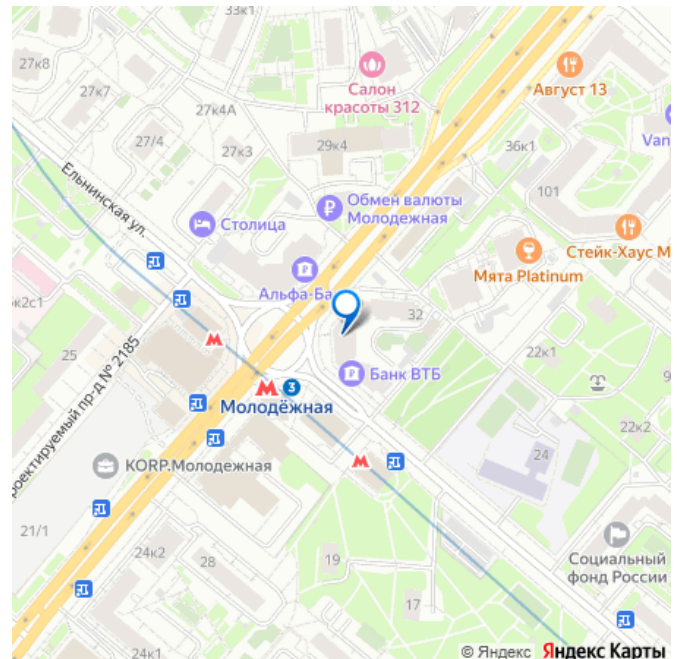 33к1
27к8
27к7
27к4А
27/4
27к3
Салон
красоты 312
29к4
Август 13
36к1
Van
101
Ельнинская ул.
₽
Обмен валюты
Молодежная
Столица
Стейк-Хаус М
Мята Platinum
₽
Альфа-Ба
к2с1
32
25
22к1
₽
Банк ВТБ
9
3
Молодёжная
роектируемый пр-д № 2185
22к2
24
KORP.Молодежная
21/1
24к2
28
19
17
Социальный
фонд России
24к1
© Яндекс Яндекс Карты